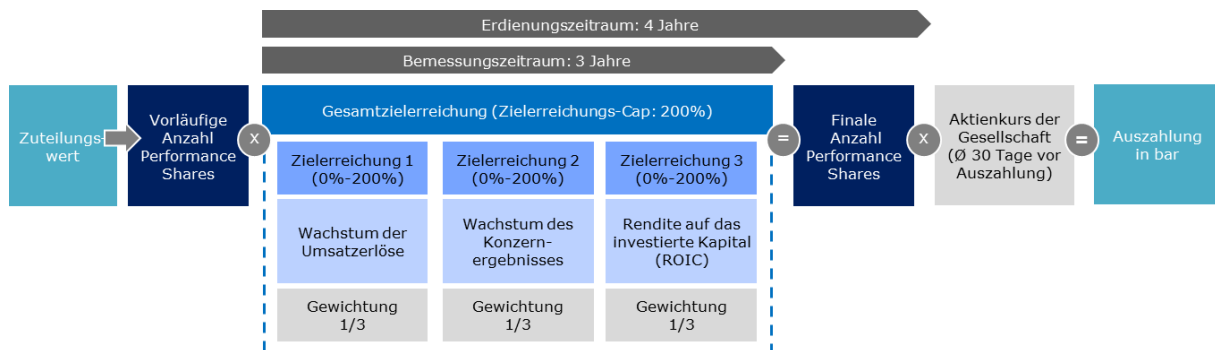 Erdienungszeitraum: 4 Jahre
Bemessungszeitraum: 3 Jahre
Zuteilungs-
wert
Vorläufige
Anzahl
Performance
Shares
x
Gesamtzielerreichung (Zielerreichungs-Cap: 200%)
Zielerreichung 1
(0%-200%)
Wachstum der
Umsatzerlöse
Gewichtung
1/3
Zielerreichung 2
(0%-200%)
Wachstum des
Konzern-
ergebnisses
Gewichtung
1/3
Zielerreichung 3
(0%-200%)
Rendite auf das
investierte Kapital
(ROIC)
Gewichtung
1/3
=
Finale
Anzahl
Performance
Shares
x
Aktienkurs der
Gesellschaft
(Ø 30 Tage vor
Auszahlung)
=
Auszahlung
in bar